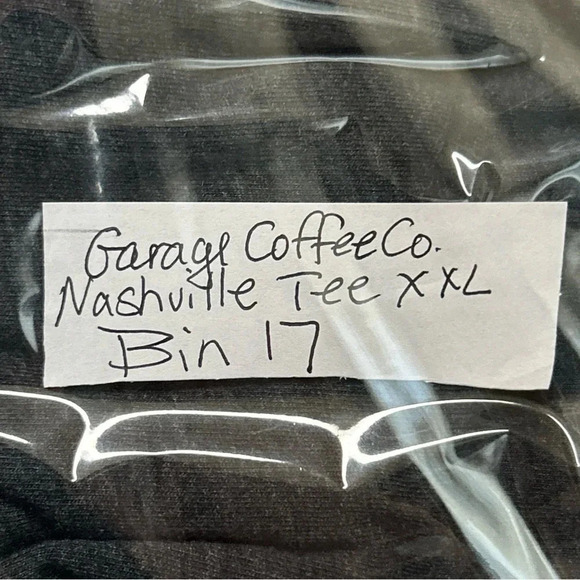 Garage Coffee Co.
Nashville Tee XXL
Bin 17